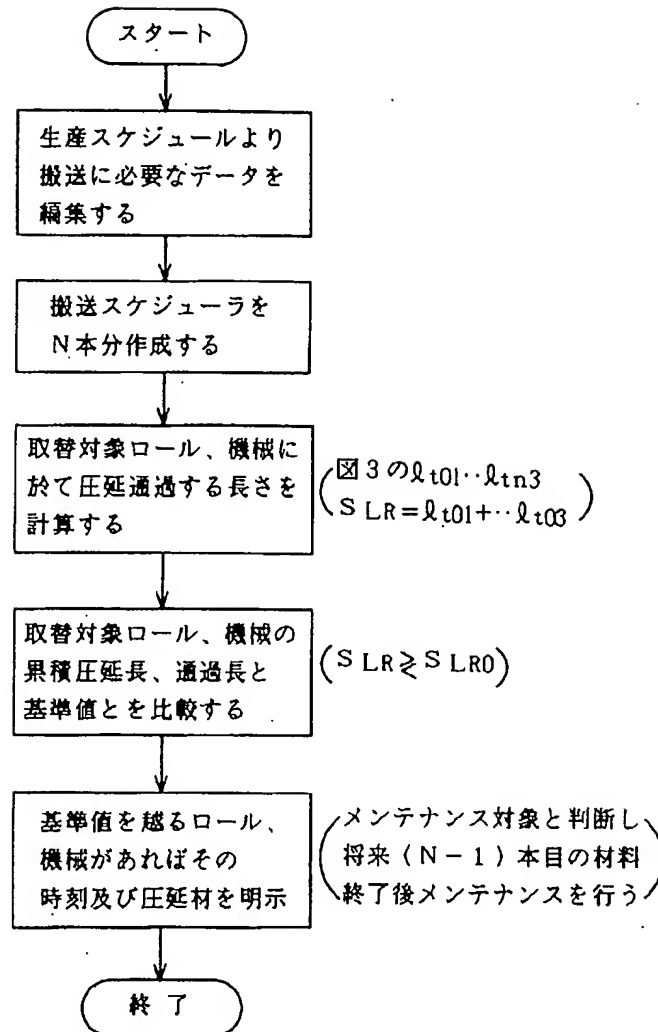 スタート
生産スケジュールより
搬送に必要なデータを
編集する
搬送スケジューラを
N本分作成する
取替対象ロール、機械に
於て圧延通過する長さを
計算する
図3のℓt01‥ℓtn3
SLR=ℓt01+‥ℓt03
取替対象ロール、機械の
累積圧延長、通過長と
基準値とを比較する
(SLR≷SLR0)
基準値を越るロール、
機械があればその
時刻及び圧延材を明示
メンテナンス対象と判断し
将来(N-1)本目の材料
終了後メンテナンスを行う
終了